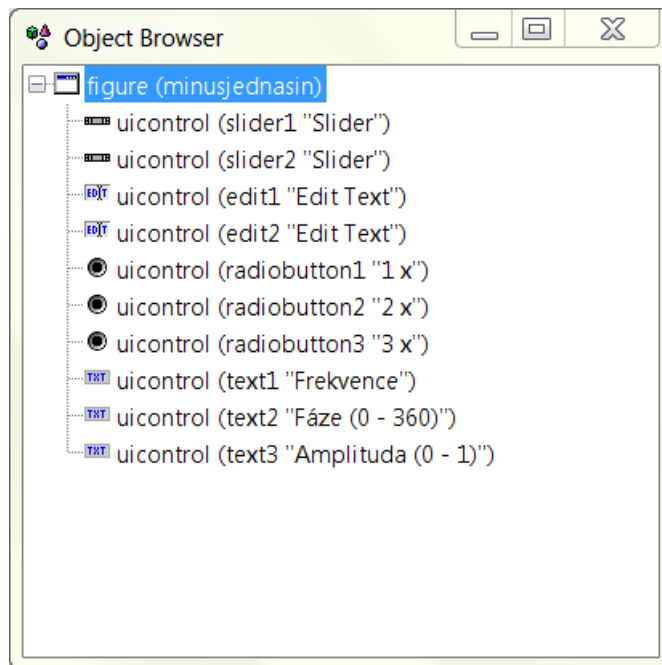 Object Browser
figure (minusjednasin)
uicontrol (slider1 "Slider")
uicontrol (slider2 "Slider")
EDIT uicontrol (edit1 "Edit Text")
EDIT uicontrol (edit2 "Edit Text")
uicontrol (radiobutton1 "1 x")
uicontrol (radiobutton2 "2 x")
uicontrol (radiobutton3 "3 x")
TXT uicontrol (text1 "Frekvence")
TXT uicontrol (text2 "Fáze (0 - 360)")
TXT uicontrol (text3 "Amplituda (0 - 1)")